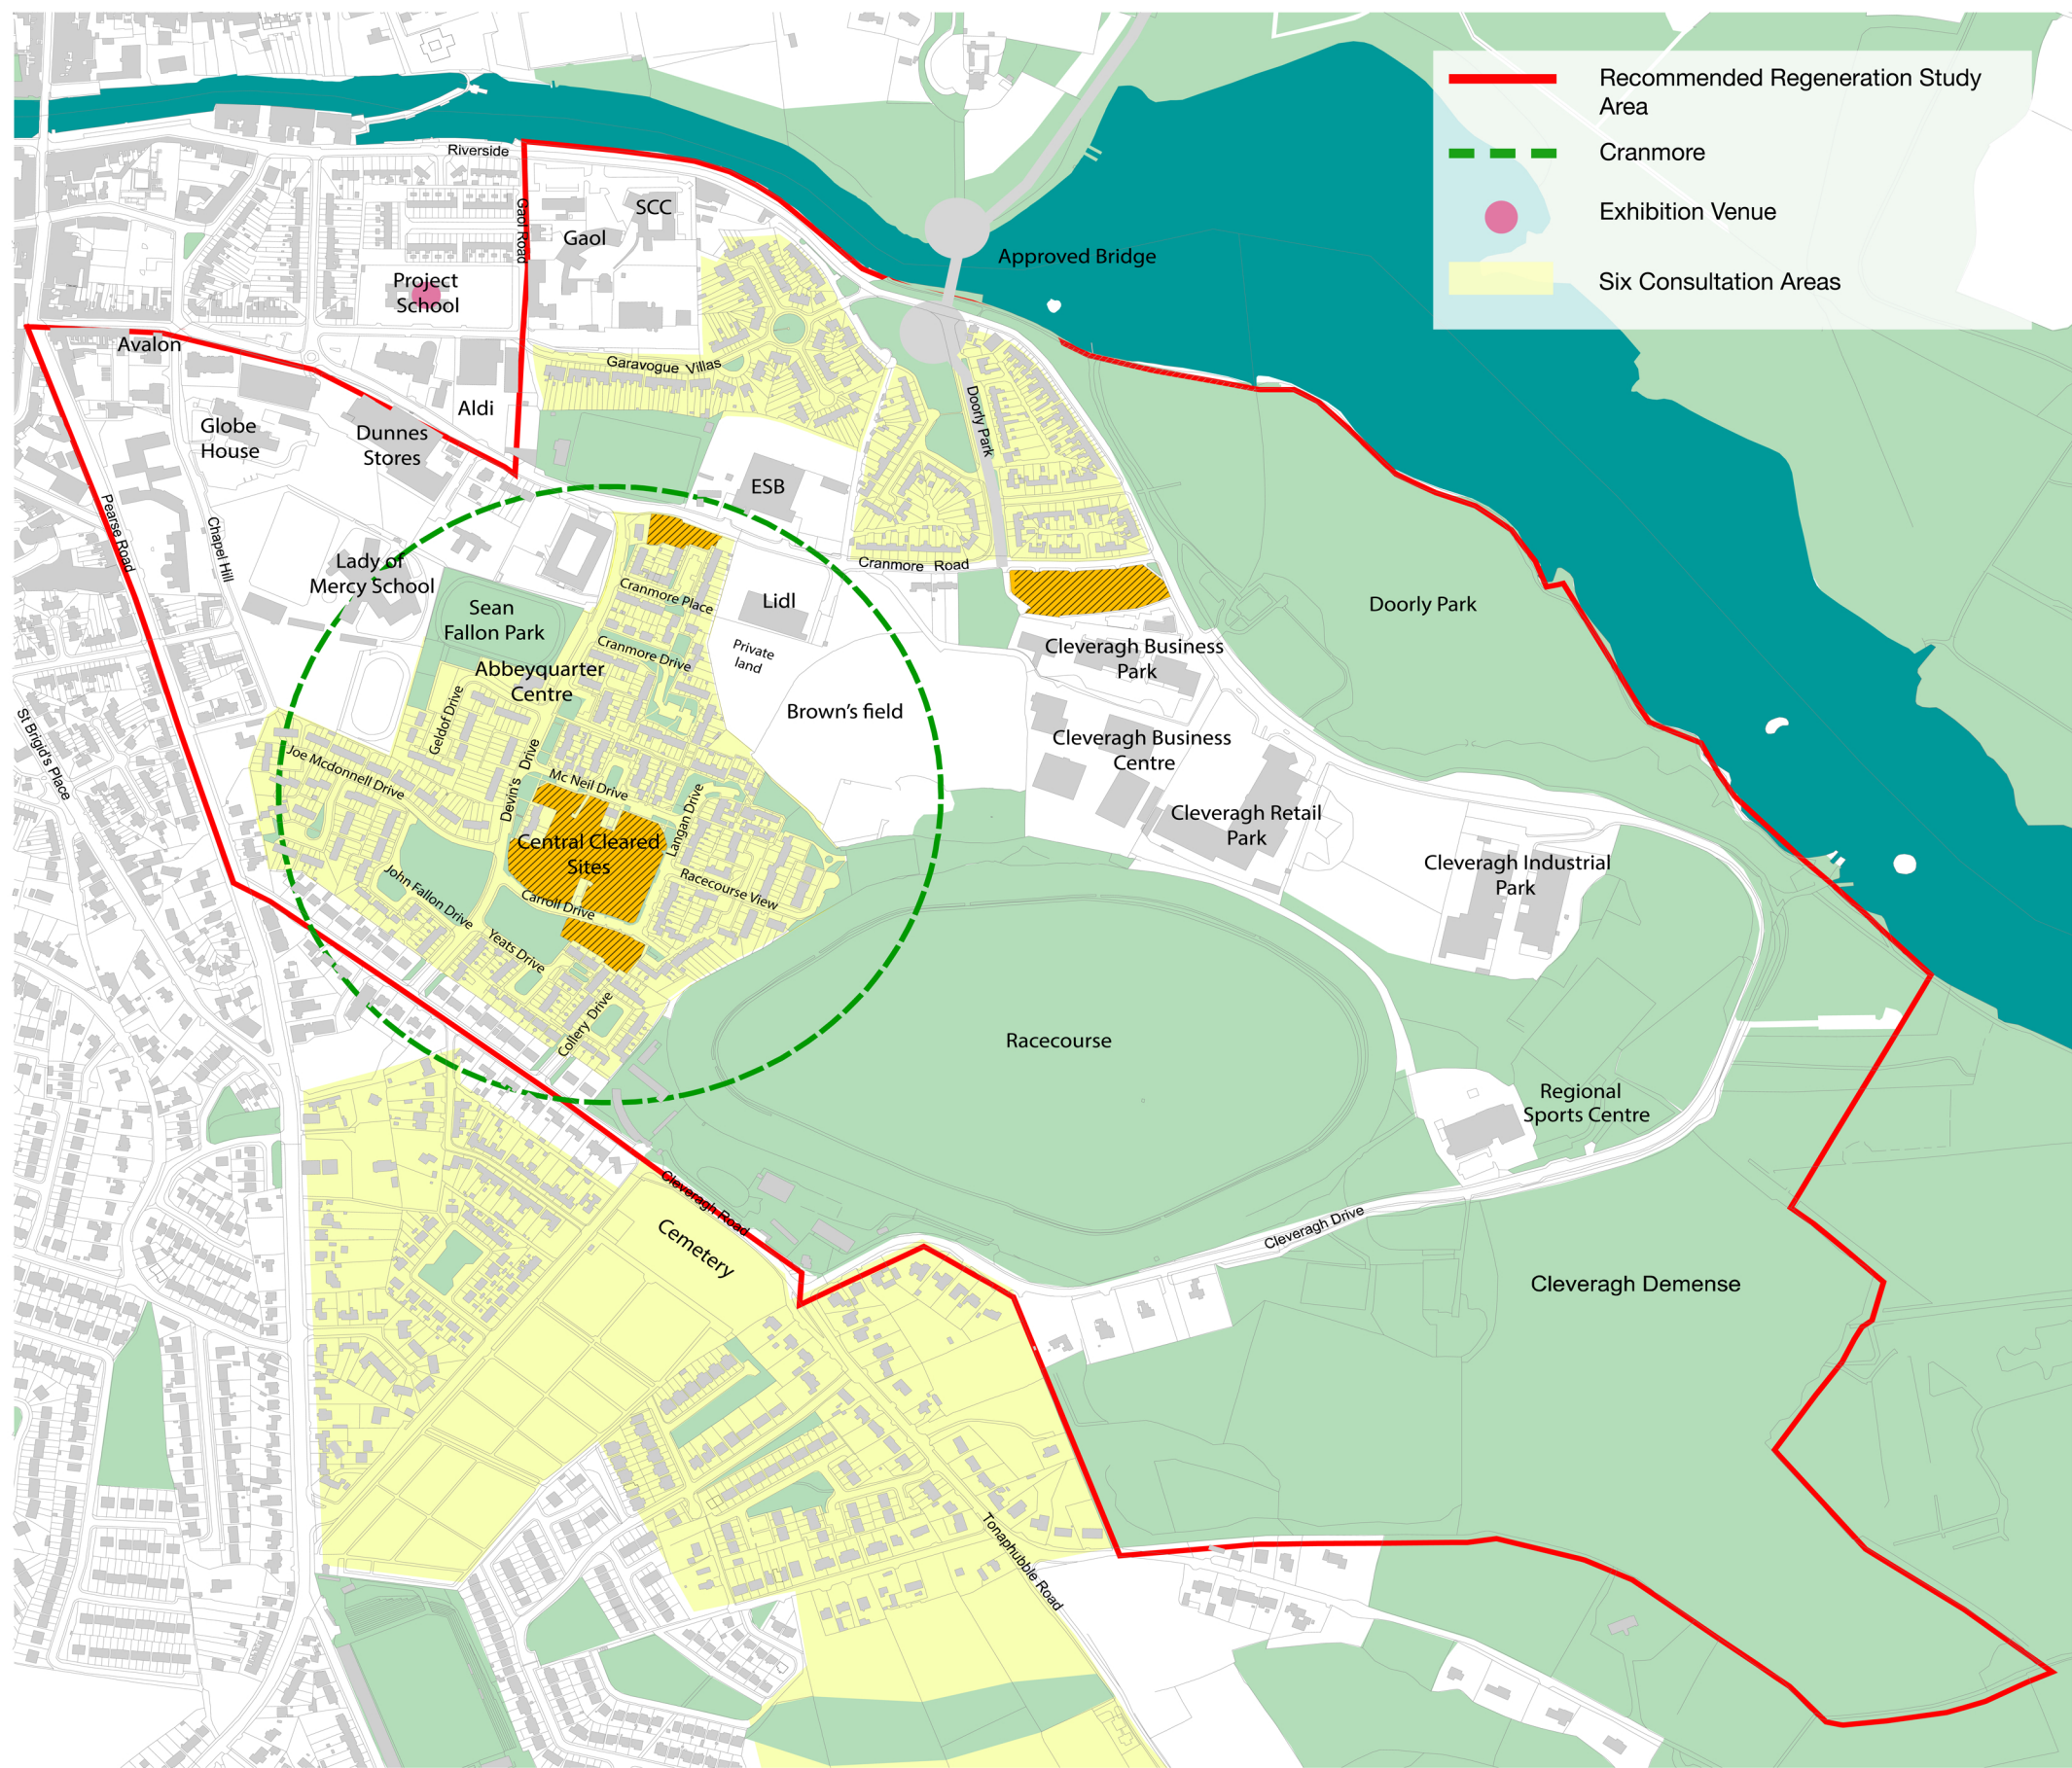 Recommended Regeneration Study
Area
Cranmore
Exhibition Venue
Six Consultation Areas
Riverside
Gaol Road
SCC
Gaol
Approved Bridge
Project
School
Avalon
Garavogue Villas
Aldi
Globe
House
Dunnes
Stores
Doorly Park
ESB
Pearse Road
Chapel Hill
Lady of
Mercy School
Cranmore Road
Cranmore Place
Lidl
Sean
Fallon Park
Doorly Park
Cranmore Drive
Private
land
Cleveragh Business
Park
Abbeyquarter
Centre
Geldof Drive
Brown's field
St Brigid's Place
Cleveragh Business
Centre
Joe Mcdonnell Drive
Devin's Drive
Mc Neil Drive
Langan Drive
Cleveragh Retail
Park
Central Cleared
Sites
Cleveragh Industrial
Park
John Fallon Drive
Carroll Drive
Racecourse View
Yeats Drive
Collery Drive
Racecourse
Regional
Sports Centre
Cleveragh Road
Cemetery
Cleveragh Drive
Cleveragh Demense
Tonaphubble Road